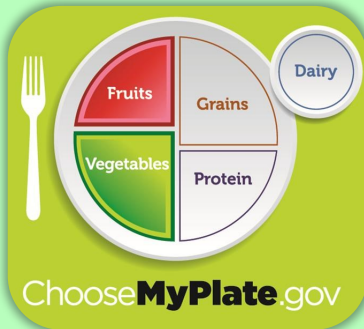 Fruits
Grains
Dairy
Vegetables
Protein
ChooseMyPlate.gov